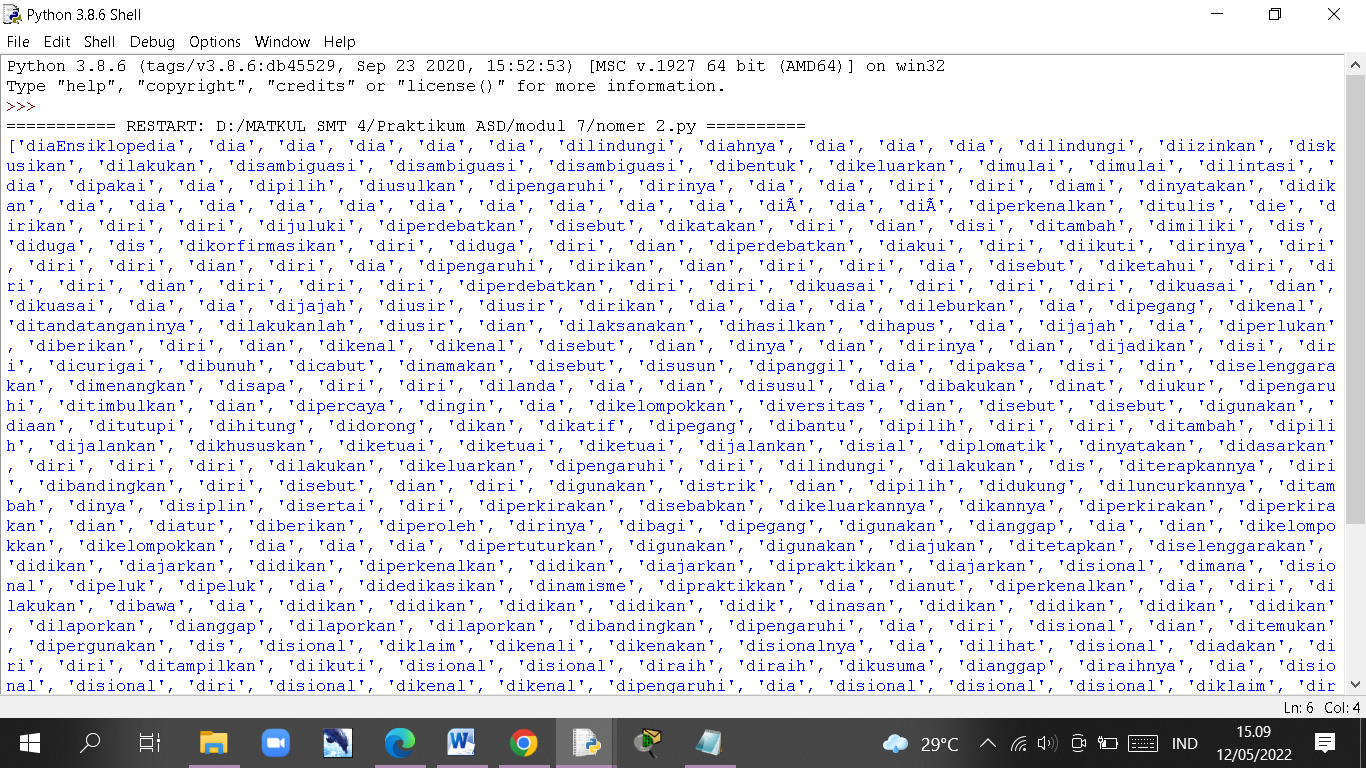 Python 3.8.6 Shell
File Edit Shell Debug Options Window Help
Python 3.8.6 (tags/v3.8.6:db45529, Sep 23 2020, 15:52:53) [MSC v.1927 64 bit (AMD64)] on win32
Type "help", "copyright", "credits" or "license()" for more information.
>>>
=========== RESTART: D:/MATKUL SMT 4/Praktikum ASD/modul 7/nomer 2.py ==========
['diaEnsiklopedia', 'dia', 'dia', 'dia', 'dia', 'dia', 'dilindungi', 'diahnya', 'dia', 'dia', 'dia', 'dilindungi', 'diizinkan', 'disk
usikan', 'dilakukan', 'disambiguasi', 'disambiguasi', 'disambiguasi', 'dibentuk', 'dikeluarkan', 'dimulai', 'dimulai', 'dilintasi', '
dia', 'dipakai', 'dia', 'dipilih', 'diusulkan', 'dipengaruhi', 'dirinya', 'dia', 'dia', 'diri', 'diri', 'diami', 'dinyatakan', 'didik
an', 'dia', 'dia', 'dia', 'dia', 'dia', 'dia', 'dia', 'dia', 'dia', 'dia', 'diÃ', 'dia', 'diÃ', 'diperkenalkan', 'ditulis', 'die', 'd
irikan', 'diri', 'diri', 'dijuluki', 'diperdebatkan', 'disebut', 'dikatakan', 'diri', 'dian', 'disi', 'ditambah', 'dimiliki', 'dis',
'diduga', 'dis', 'dikorfirmasikan', 'diri', 'diduga', 'diri', 'dian', 'diperdebatkan', 'diakui', 'diri', 'diikuti', 'dirinya', 'diri'
, 'diri', 'diri', 'dian', 'diri', 'dia', 'dipengaruhi', 'dirikan', 'dian', 'diri', 'diri', 'dia', 'disebut', 'diketahui', 'diri', 'di
ri', 'diri', 'dian', 'diri', 'diri', 'diri', 'diperdebatkan', 'diri', 'diri', 'dikuasai', 'diri', 'diri', 'diri', 'dikuasai', 'dian',
'dikuasai', 'dia', 'dia', 'dijajah', 'diusir', 'diusir', 'dirikan', 'dia', 'dia', 'dia', 'dileburkan', 'dia', 'dipegang', 'dikenal',
'ditandatanganinya', 'dilakukanlah', 'diusir', 'dian', 'dilaksanakan', 'dihasilkan', 'dihapus', 'dia', 'dijajah', 'dia', 'diperlukan'
, 'diberikan', 'diri', 'dian', 'dikenal', 'dikenal', 'disebut', 'dian', 'dinya', 'dian', 'dirinya', 'dian', 'dijadikan', 'disi', 'dir
i', 'dicurigai', 'dibunuh', 'dicabut', 'dinamakan', 'disebut', 'disusun', 'dipanggil', 'dia', 'dipaksa', 'disi', 'din', 'diselenggara
kan', 'dimenangkan', 'disapa', 'diri', 'diri', 'dilanda', 'dia', 'dian', 'disusul', 'dia', 'dibakukan', 'dinat', 'diukur', 'dipengaru
hi', 'ditimbulkan', 'dian', 'dipercaya', 'dingin', 'dia', 'dikelompokkan', 'diversitas', 'dian', 'disebut', 'disebut', 'digunakan', '
diaan', 'ditutupi', 'dihitung', 'didorong', 'dikan', 'dikatif', 'dipegang', 'dibantu', 'dipilih', 'diri', 'diri', 'ditambah', 'dipili
h', 'dijalankan', 'dikhususkan', 'diketuai', 'diketuai', 'diketuai', 'dijalankan', 'disial', 'diplomatik', 'dinyatakan', 'didasarkan'
, 'diri', 'diri', 'diri', 'dilakukan', 'dikeluarkan', 'dipengaruhi', 'diri', 'dilindungi', 'dilakukan', 'dis', 'diterapkannya', 'diri'
, 'dibandingkan', 'diri', 'disebut', 'dian', 'diri', 'digunakan', 'distrik', 'dian', 'dipilih', 'didukung', 'diluncurkannya', 'ditam
bah', 'dinya', 'disiplin', 'disertai', 'diri', 'diperkirakan', 'disebabkan', 'dikeluarkannya', 'dikannya', 'diperkirakan', 'diperkira
kan', 'dian', 'diatur', 'diberikan', 'diperoleh', 'dirinya', 'dibagi', 'dipegang', 'digunakan', 'dianggap', 'dia', 'dian', 'dikelompo
kkan', 'dikelompokkan', 'dia', 'dia', 'dia', 'dipertuturkan', 'digunakan', 'digunakan', 'diajukan', 'ditetapkan', 'diselenggarakan',
'didikan', 'diajarkan', 'didikan', 'diperkenalkan', 'didikan', 'diajarkan', 'dipraktikkan', 'diajarkan', 'disional', 'dimana', 'disio
nal', 'dipeluk', 'dipeluk', 'dia', 'didedikasikan', 'dinamisme', 'dipraktikkan', 'dia', 'dianut', 'diperkenalkan', 'dia', 'diri', 'di
lakukan', 'dibawa', 'dia', 'didikan', 'didikan', 'didikan', 'didikan', 'didik', 'dinasan', 'didikan', 'didikan', 'didikan', 'didikan'
, 'dilaporkan', 'dianggap', 'dilaporkan', 'dilaporkan', 'dibandingkan', 'dipengaruhi', 'dia', 'diri', 'disional', 'dian', 'ditemukan'
, 'dipergunakan', 'dis', 'disional', 'diklaim', 'dikenali', 'dikenakan', 'disionalnya', 'dia', 'dilihat', 'disional', 'diadakan', 'di
ri', 'diri', 'ditampilkan', 'diikuti', 'disional', 'disional', 'diraih', 'diraih', 'dikusuma', 'dianggap', 'diraihnya', 'dia', 'disio
nal', 'disional', 'diri', 'disional', 'dikenal', 'dikenal', 'dipengaruhi', 'dia', 'disional', 'disional', 'disional', 'diklaim', 'dir
Ln: 6 Col: 4
29°C
IND
15.09
12/05/2022